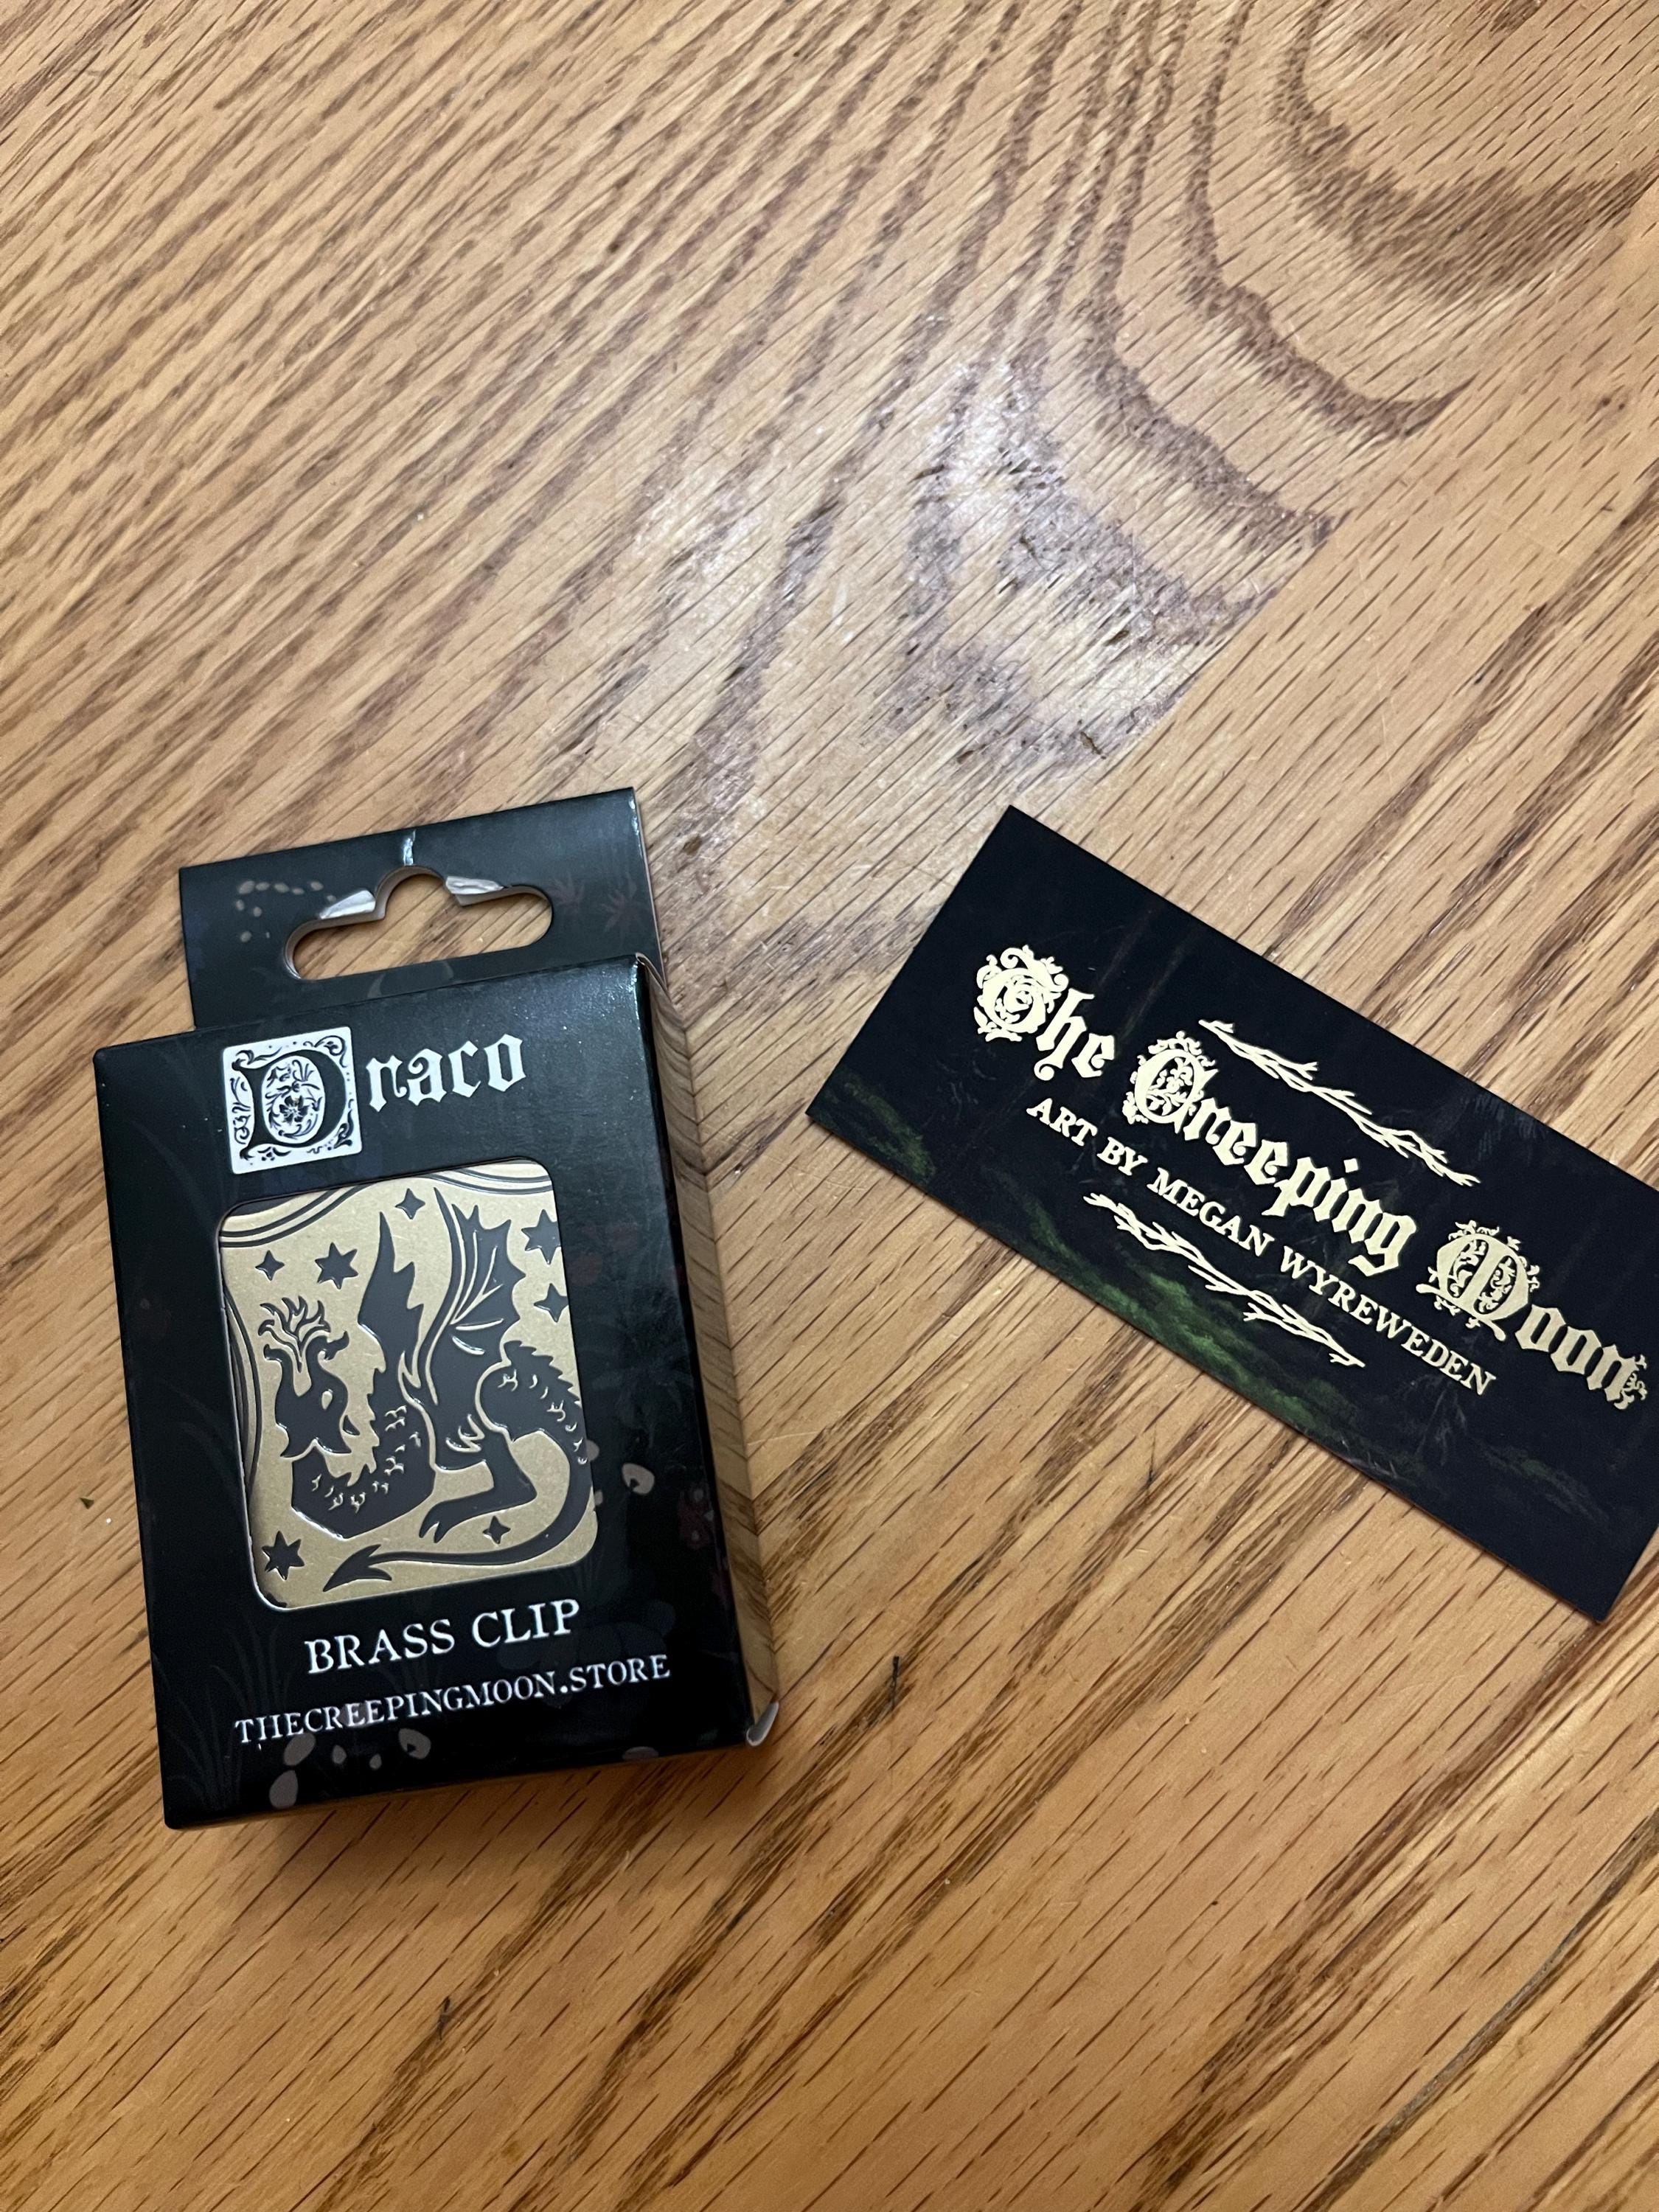 Draco
BRASS CLIP
THECREEPINGMOON.STORE
The Creeping Moon
ART BY MEGAN WYREWEDEN